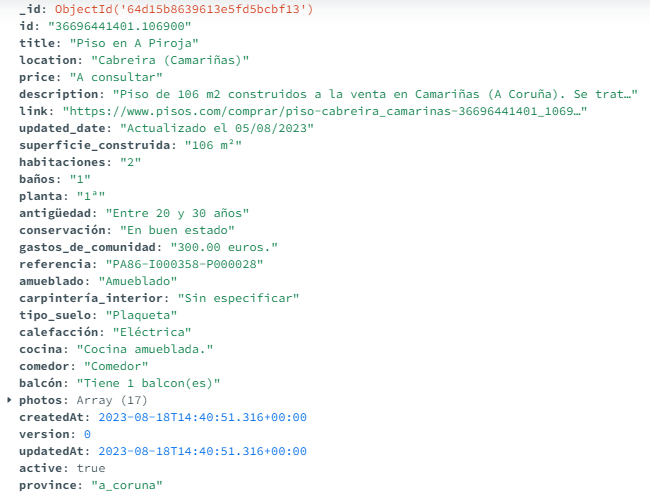 _id: ObjectId('64d15b8639613e5fd5bcbf13')
id: "36696441401.106900"
title: "Piso en A Piroja"
location: "Cabreira (Camariñas)"
price: "A consultar"
description: "Piso de 106 m2 construidos a la venta en Camariñas (A Coruña). Se trat…"
link: "https://www.pisos.com/comprar/piso-cabreira_camarinas-36696441401_1069…"
updated_date: "Actualizado el 05/08/2023"
superficie_construida: "106 m²"
habitaciones: "2"
baños: "1"
planta: "1ª"
antigüedad: "Entre 20 y 30 años"
conservación: "En buen estado"
gastos_de_comunidad: "300.00 euros."
referencia: "PA86-I000358-P000028"
amueblado: "Amueblado"
carpintería_interior: "Sin especificar"
tipo_suelo: "Plaqueta"
calefacción: "Eléctrica"
cocina: "Cocina amueblada."
comedor: "Comedor"
balcón: "Tiene 1 balcon(es)"
photos: Array (17)
createdAt: 2023-08-18T14:40:51.316+00:00
version: 0
updatedAt: 2023-08-18T14:40:51.316+00:00
active: true
province: "a_coruna"